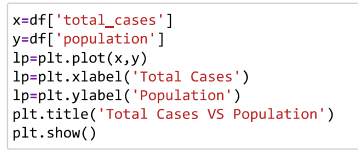 x=df['total_cases']
y=df['population']
lp=plt.plot(x,y)
lp=plt.xlabel('Total Cases')
lp=plt.ylabel('Population')
plt.title('Total Cases VS Population')
plt.show()